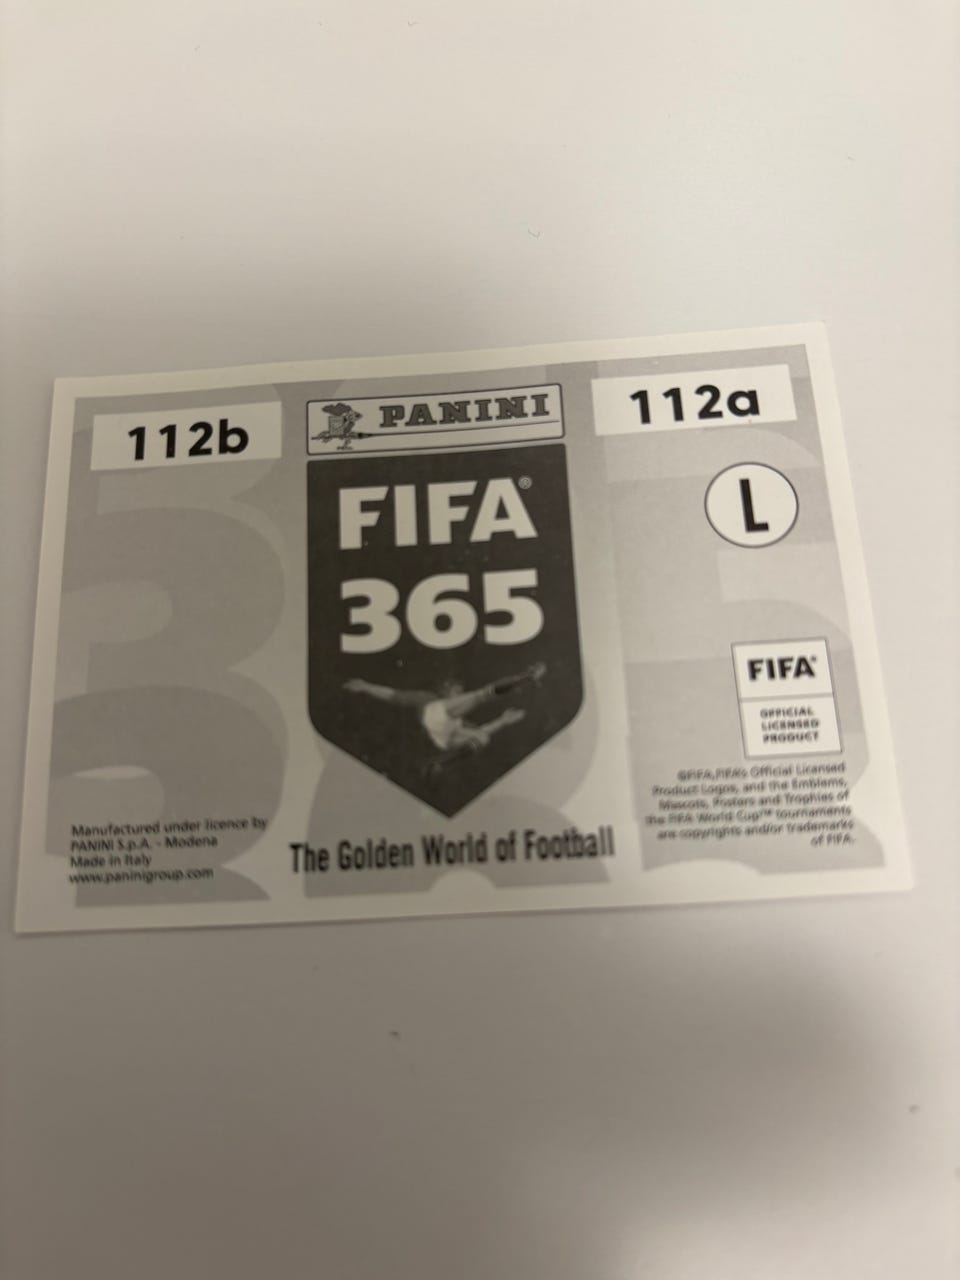 112b
PANINI
112a
FIFA®
365
L
FIFA®
OFFICIAL
LICENSED
PRODUCT
©FIFA, FIFA's Official Licensed
Product Logos, and the Emblems,
Mascots, Posters and Trophies of
the FIFA World Cup™ tournaments
are copyrights and/or trademarks
of FIFA.
Manufactured under licence by
PANINI S.p.A. - Modena
Made in Italy
www.paninigroup.com
The Golden World of Football